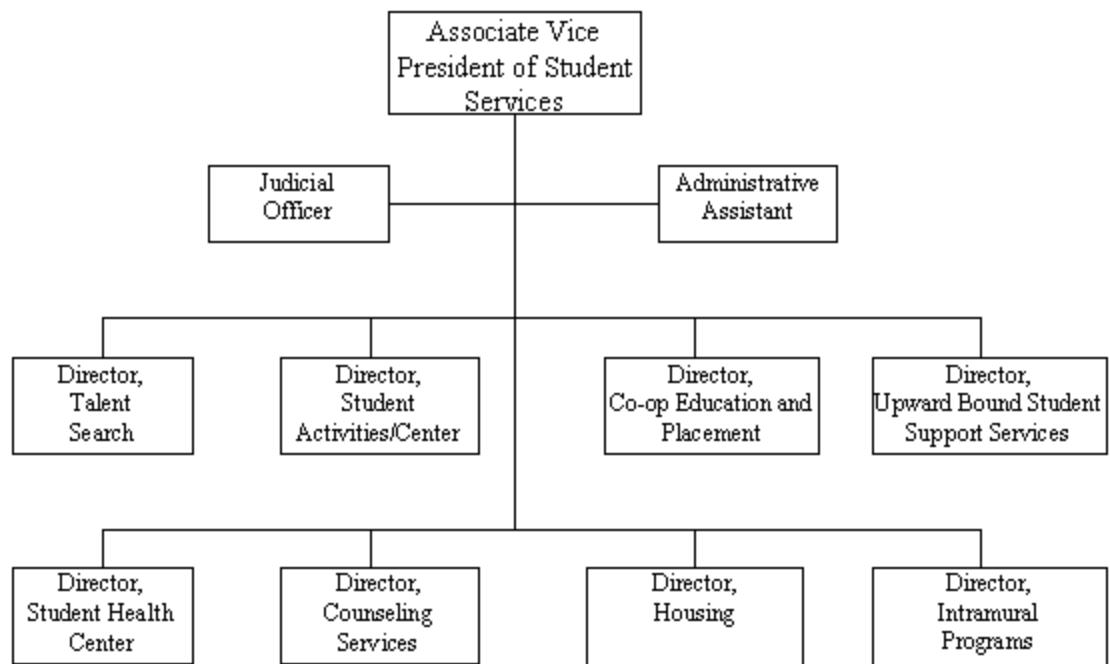 Associate Vice
President of Student
Services
Judicial
Officer
Administrative
Assistant
Director,
Talent
Search
Director,
Student
Activities/Center
Director,
Co-op Education and
Placement
Director,
Upward Bound Student
Support Services
Director,
Student Health
Center
Director,
Counseling
Services
Director,
Housing
Director,
Intramural
Programs